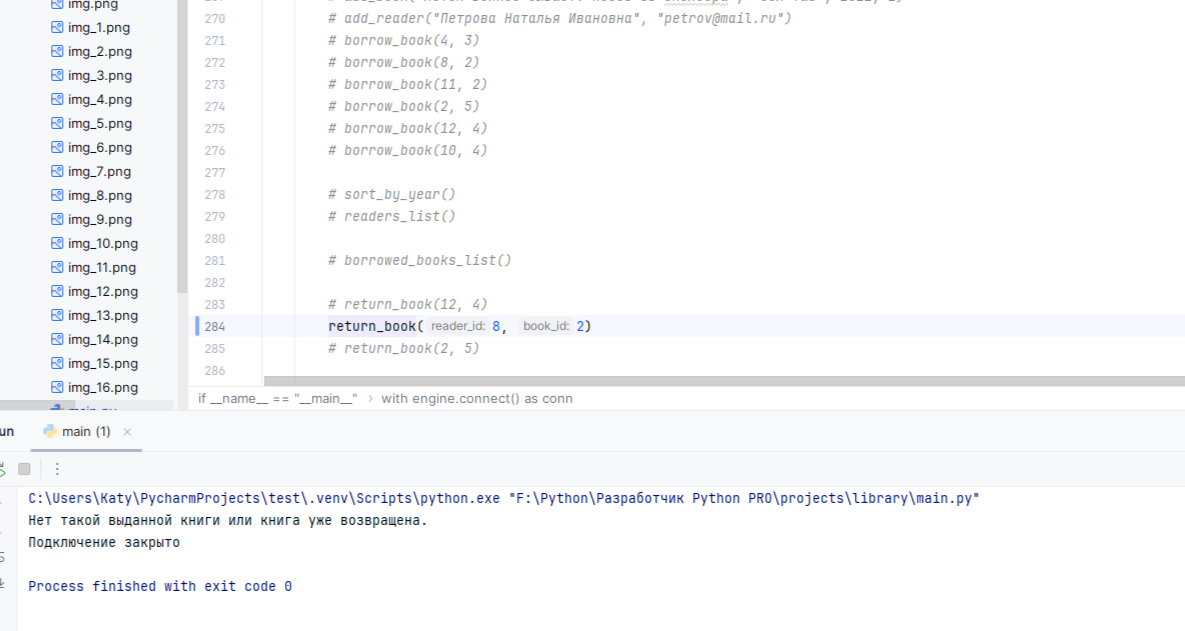 img.png
img_1.png
img_2.png
img_3.png
img_4.png
img_5.png
img_6.png
img_7.png
img_8.png
img_9.png
img_10.png
img_11.png
img_12.png
img_13.png
img_14.png
img_15.png
img_16.png
270 # add_reader("Петрова Наталья Ивановна", "petrov@mail.ru")
271 # borrow_book(4, 3)
272 # borrow_book(8, 2)
273 # borrow_book(11, 2)
274 # borrow_book(2, 5)
275 # borrow_book(12, 4)
276 # borrow_book(10, 4)
277
278 # sort_by_year()
279 # readers_list()
280
281 # borrowed_books_list()
282
283 # return_book(12, 4)
284 return_book( reader_id: 8, book_id: 2)
285 # return_book(2, 5)
286
if __name__ == "__main__" › with engine.connect() as conn
un main (1) ×
C:\Users\Katy\PycharmProjects\test\.venv\Scripts\python.exe "F:\Python\Разработчик Python PRO\projects\library\main.py"
Нет такой выданной книги или книга уже возвращена.
Подключение закрыто
Process finished with exit code 0